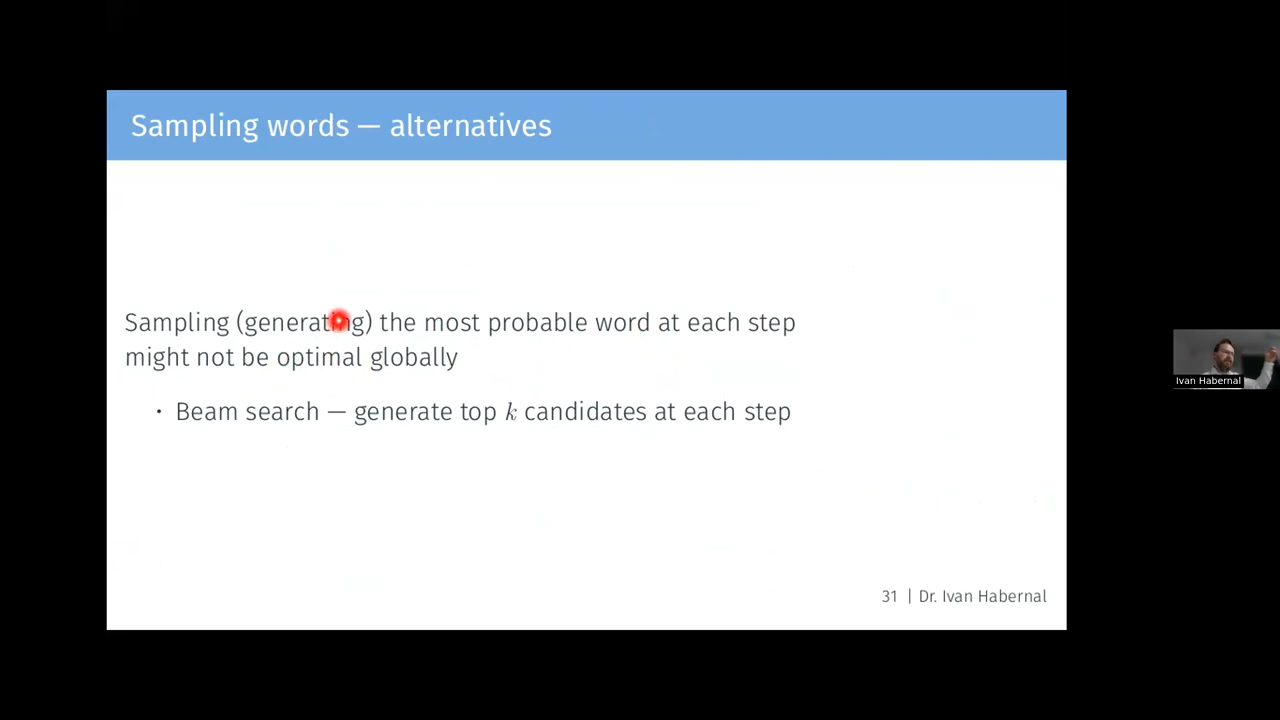 Sampling words — alternatives
Sampling (generating) the most probable word at each step
might not be optimal globally
• Beam search — generate top k candidates at each step
31 | Dr. Ivan Habernal
Ivan Habernal